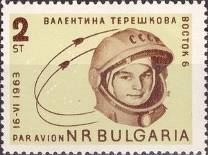 2
ST
ВАЛЕНТИНА ТЕРЕШКОВА
ВОСТОК 6
СССР
16-VI 1963
PAR AVION NR BULGARIA